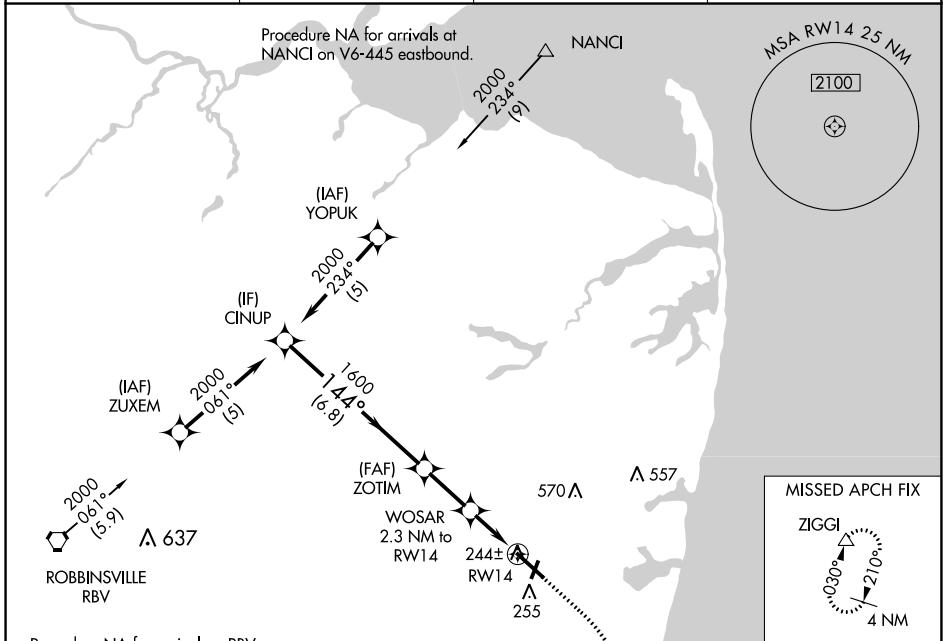 Procedure NA for arrivals at
NANCI on V6-445 eastbound.
NANCI
2000
234°
(9)
MSA RW14 25 NM
2100
(IAF)
YOPUK
2000
234°
(5)
(IF)
CINUP
(IAF)
ZUXEM
2000
061°
(5)
1600
144°
(6.8)
(FAF)
ZOTIM
570
557
WOSAR
2.3 NM to
RW14
244±
RW14
255
2000
061°
(5.9)
637
ROBBINSVILLE
RBV
MISSED APCH FIX
ZIGGI
030°
210°
4 NM